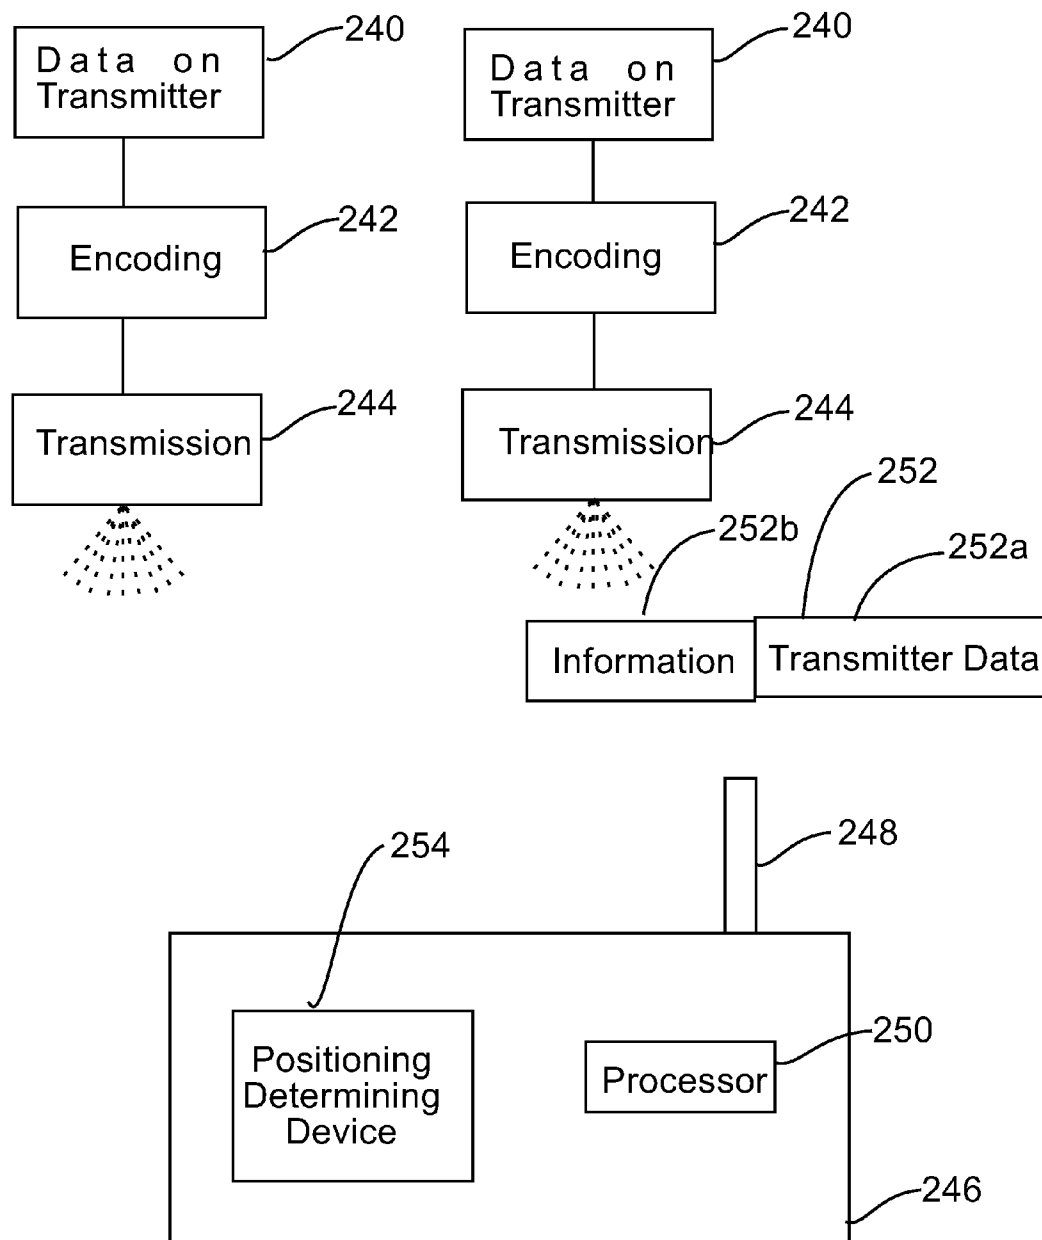 240
Data on
Transmitter
240
Data on
Transmitter
242
Encoding
242
Encoding
244
Transmission
244
Transmission
252
252b
252a
Information
Transmitter Data
248
254
250
Positioning
Determining
Device
Processor
246